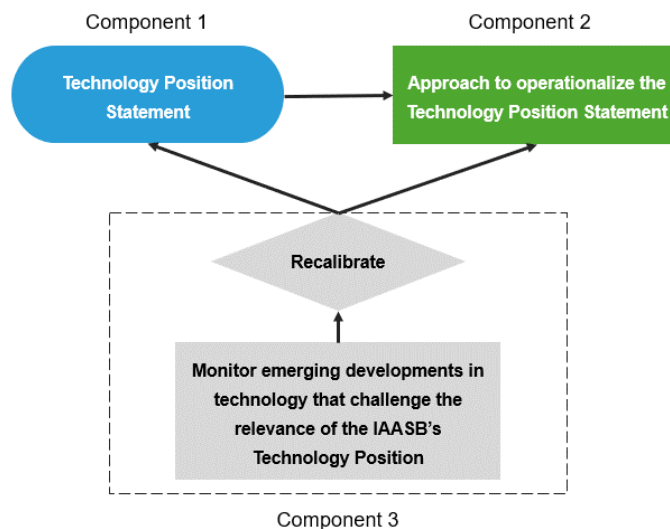 Component 1
Component 2
Technology Position
Statement
Approach to operationalize the
Technology Position Statement
Recalibrate
Monitor emerging developments in
technology that challenge the
relevance of the IAASB's
Technology Position
Component 3